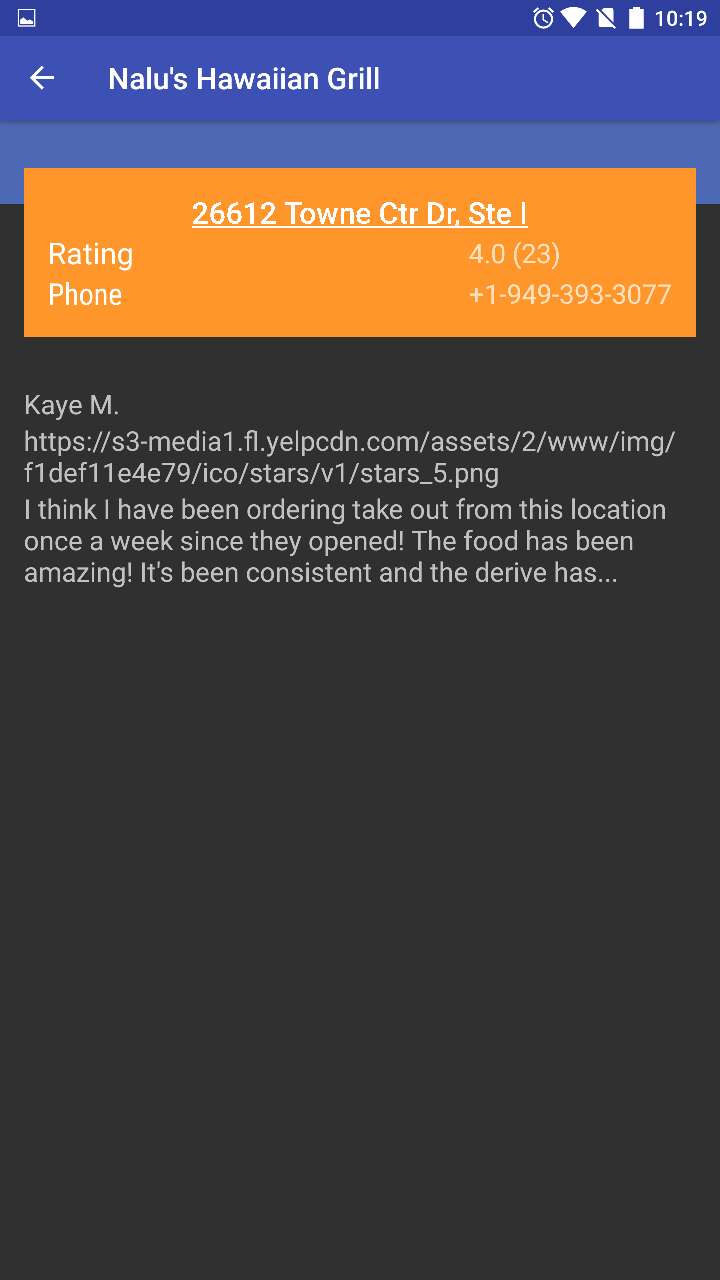 10:19
Nalu's Hawaiian Grill
26612 Towne Ctr Dr, Ste I
Rating 4.0 (23)
Phone +1-949-393-3077
Kaye M.
https://s3-media1.fl.yelpcdn.com/assets/2/www/img/
f1def11e4e79/ico/stars/v1/stars_5.png
I think I have been ordering take out from this location
once a week since they opened! The food has been
amazing! It's been consistent and the derive has...